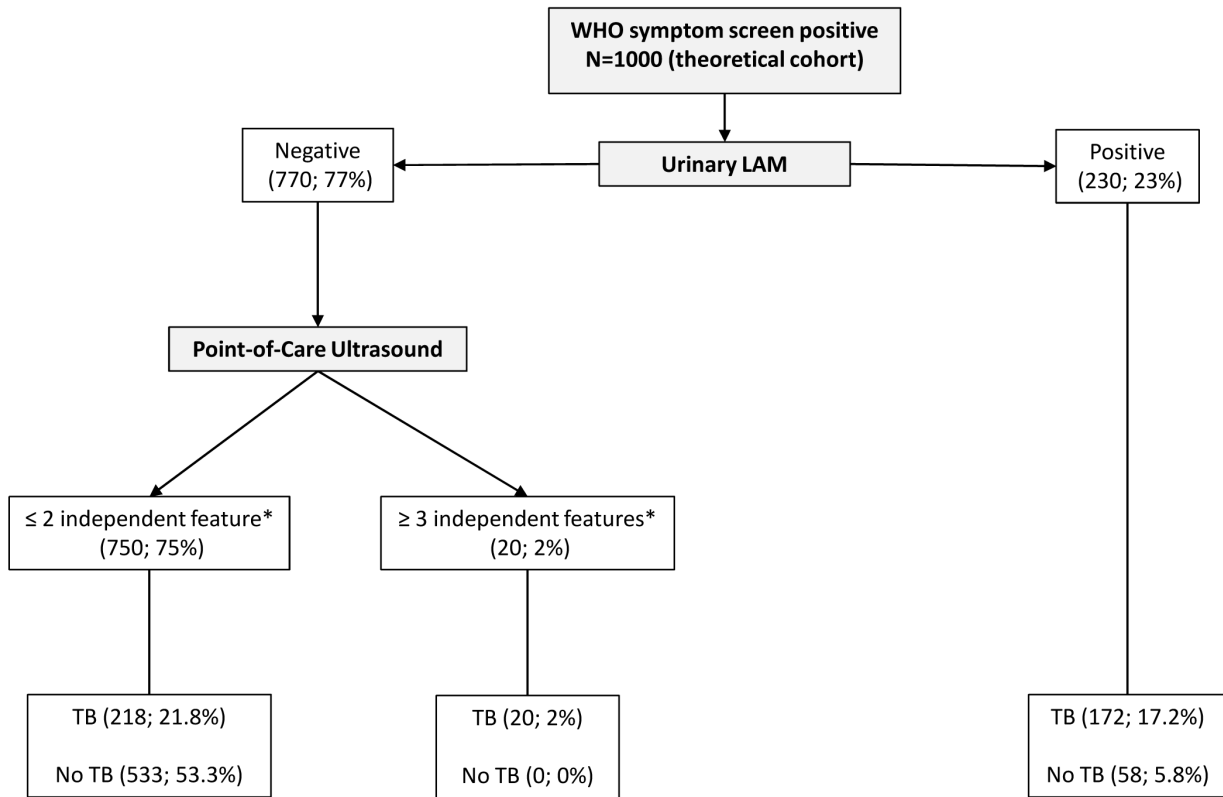 WHO symptom screen positive
N=1000 (theoretical cohort)
Negative
(770; 77%)
Urinary LAM
Positive
(230; 23%)
Point-of-Care Ultrasound
≤ 2 independent feature*
(750; 75%)
≥ 3 independent features*
(20; 2%)
TB (218; 21.8%)
No TB (533; 53.3%)
TB (20; 2%)
No TB (0; 0%)
TB (172; 17.2%)
No TB (58; 5.8%)